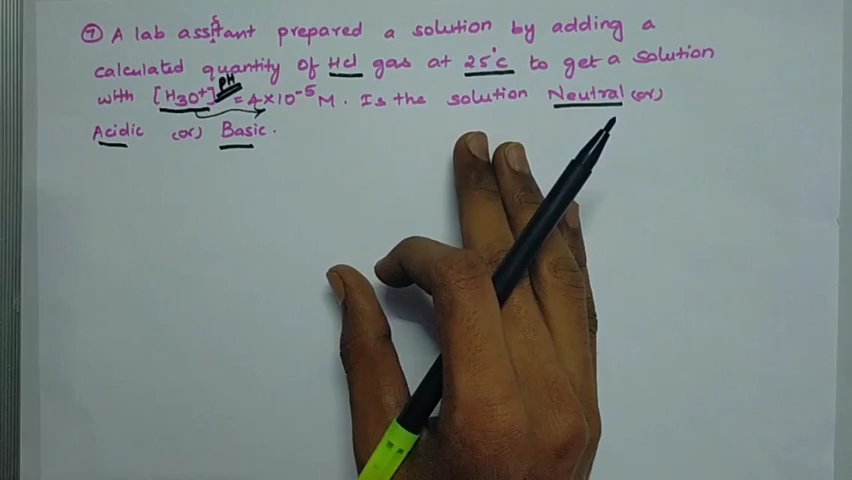 ⑦ A lab assistant prepared a solution by adding a
calculated quantity of Hcl gas at 25°c to get a solution
PH
with [H3O+] = 4×10-5 M. Is the solution Neutral (or)
Acidic (or) Basic.